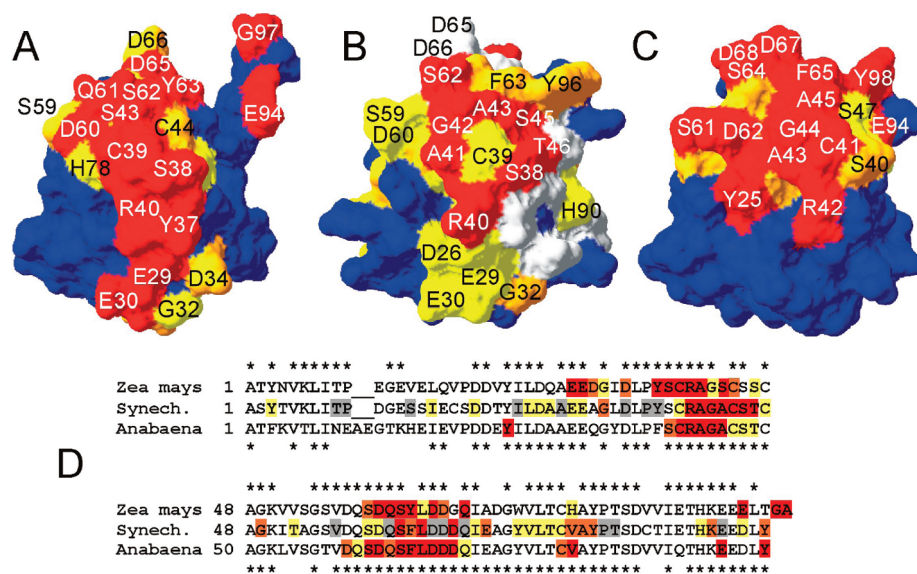 A
B
C
D66
D65
G97
Q61
S62
Y63
S59
S43
D60
C44
E94
C39
H78
S38
R40
Y37
E29
D34
E30
G32
D65
D66
S62
F63
Y96
S59
A43
G42
S45
D60
T46
A41
C39
S38
R40
H90
D26
E29
E30
G32
D68
D67
S64
F65
Y98
A45
S47
S61
D62
G44
E94
C41
A43
S40
Y25
R42
* * ****** ** ** **** *** * ********* ** *
Zea mays 1 ATYNVKLITP__EGEVELQVPDDVYILDQAEEDGIDLPYSCRAGSCSSC
Synech. 1 ASYTVKLITP__DGESSIECSDDTYILDAAEEAGLDLPYSCRAGACSTC
Anabaena 1 ATFKVTLINEAEGTKHEIEVPDDEYILDAAEEQGYDLPFSCRAGACSTC
* * ** ** ** ******** * *** **********
D
*** ********* *** ** * **** ****** ******* *
Zea mays 48 AGKVVSGSVDQSDQSYLDDGQIADGWVLTCHAYPTSDVVIETHKEEELTGA
Synech. 48 AGKITAGSVDQSDQSFLDDDQIEAGYVLTCVAYPTSDCTIETHKEEDLY
Anabaena 50 AGKLVSGTVDQSDQSFLDDDQIEAGYVLTCVAYPTSDVVIQTHKEEDLY
*** * ***************************** * ********